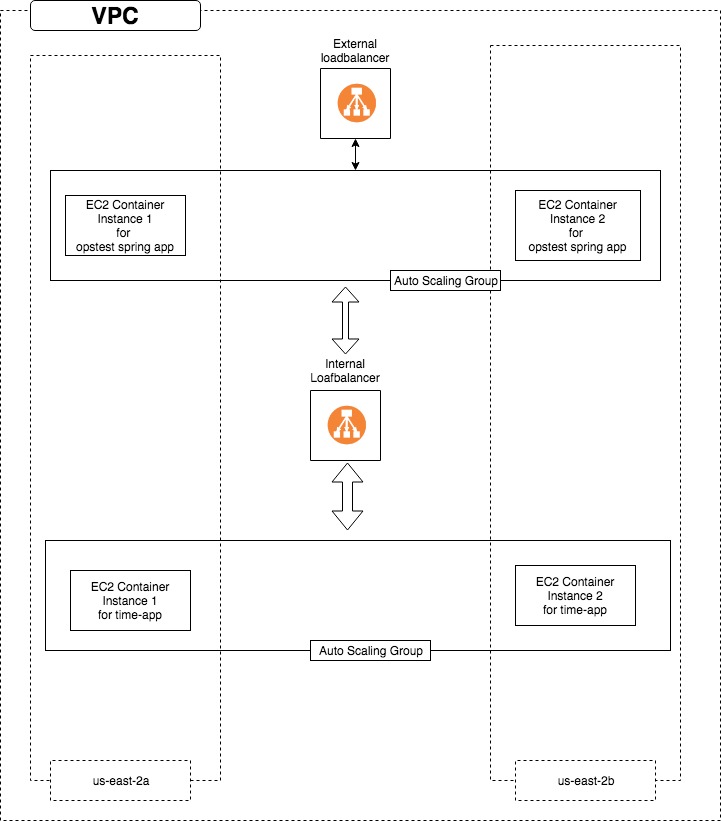 VPC
External
loadbalancer
EC2 Container
Instance 1
for
opstest spring app
EC2 Container
Instance 2
for
opstest spring app
Auto Scaling Group
Internal
Loafbalancer
EC2 Container
Instance 1
for time-app
EC2 Container
Instance 2
for time-app
Auto Scaling Group
us-east-2a
us-east-2b